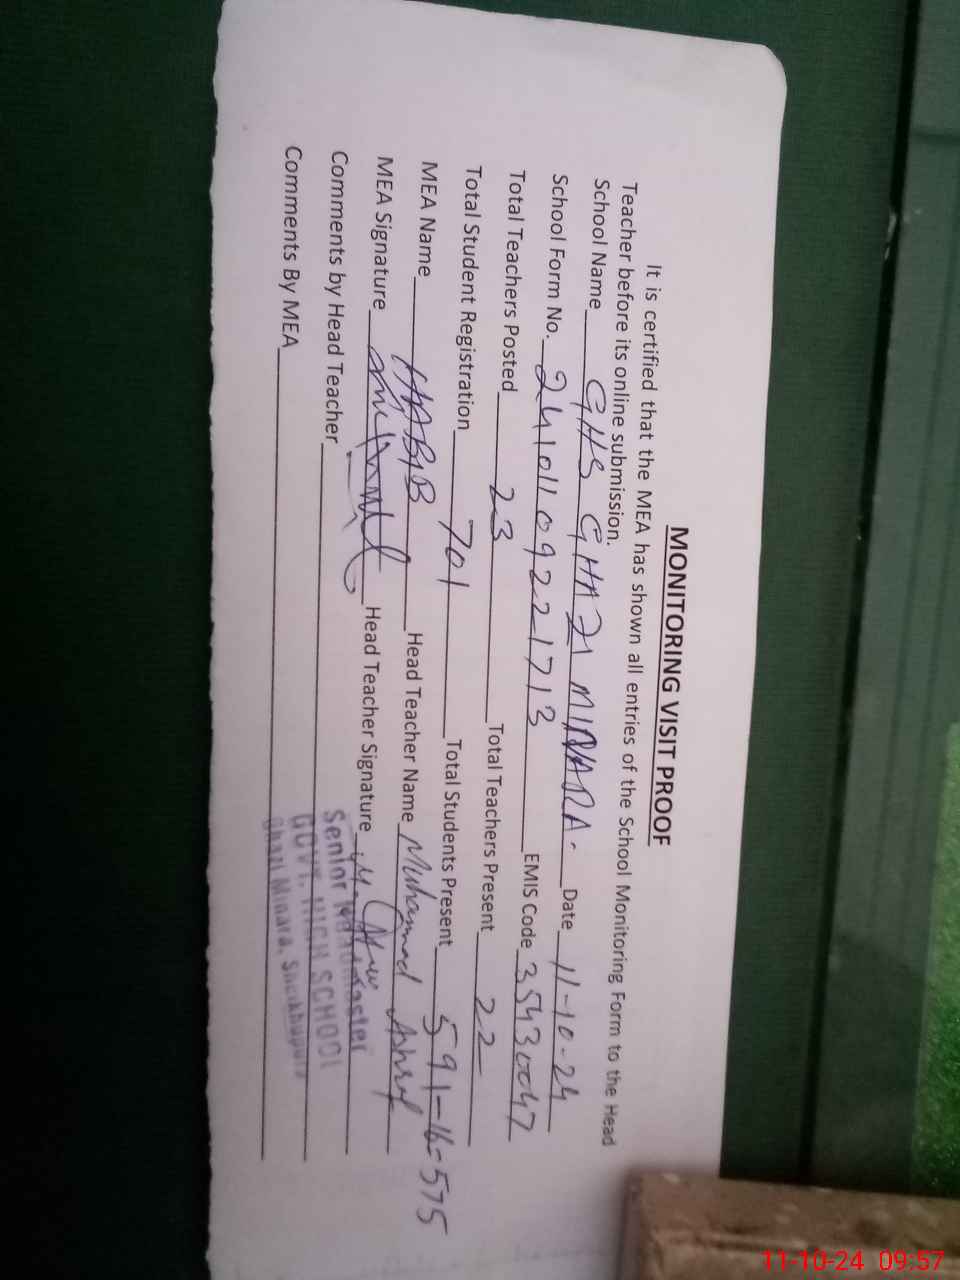 MONITORING VISIT PROOF
It is certified that the MEA has shown all entries of the School Monitoring Form to the Head
Teacher before its online submission.
School Name GHS GHAZI MINARA. Date 11-10-24
School Form No. 24101109221713 EMIS Code 35430047
Total Teachers Posted 23 Total Teachers Present 22
Total Student Registration 701 Total Students Present 591-16-575
MEA Name HABIB Head Teacher Name Muhammad Ashraf
MEA Signature Head Teacher Signature
Comments by Head Teacher
Comments By MEA
Senior Headmaster
GOVT. HIGH SCHOOL
Ghazi Minara, Sheikhupura
11-10-24 09:57